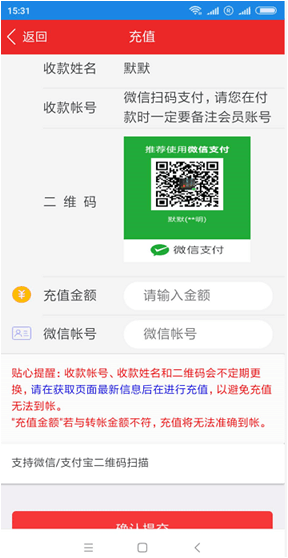 15:31
返回
充值
收款姓名 默默
收款帐号 微信扫码支付，请您在付
款时一定要备注会员账号
推荐使用微信支付
二 维 码
默默(**明)
微信支付
充值金额 请输入金额
微信帐号 微信帐号
贴心提醒：收款帐号、收款姓名和二维码会不定期更
换，请在获取页面最新信息后在进行充值，以避免充值
无法到帐。
“充值金额”若与转帐金额不符，充值将无法准确到帐。
支持微信/支付宝二维码扫描
确认提交